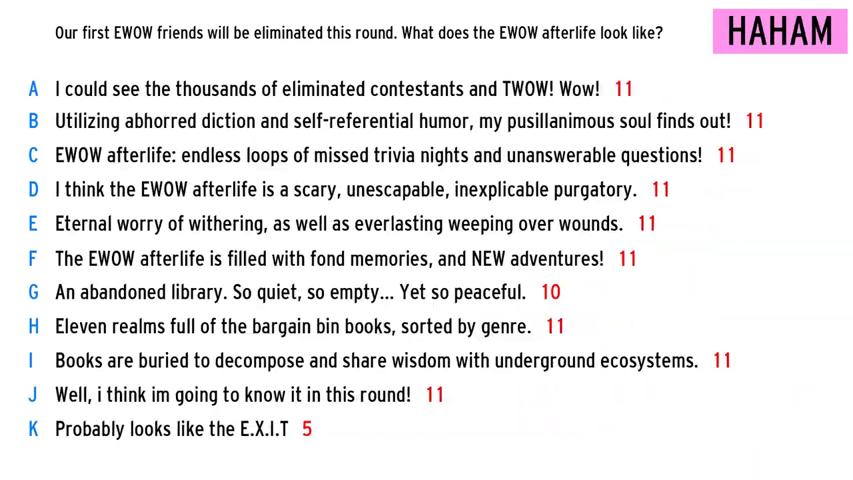 Our first EWOW friends will be eliminated this round. What does the EWOW afterlife look like?
HAHAM
A I could see the thousands of eliminated contestants and TWOW! Wow! 11
B Utilizing abhorred diction and self-referential humor, my pusillanimous soul finds out! 11
C EWOW afterlife: endless loops of missed trivia nights and unanswerable questions! 11
D I think the EWOW afterlife is a scary, unescapable, inexplicable purgatory. 11
E Eternal worry of withering, as well as everlasting weeping over wounds. 11
F The EWOW afterlife is filled with fond memories, and NEW adventures! 11
G An abandoned library. So quiet, so empty... Yet so peaceful. 10
H Eleven realms full of the bargain bin books, sorted by genre. 11
I Books are buried to decompose and share wisdom with underground ecosystems. 11
J Well, i think im going to know it in this round! 11
K Probably looks like the E.X.I.T 5